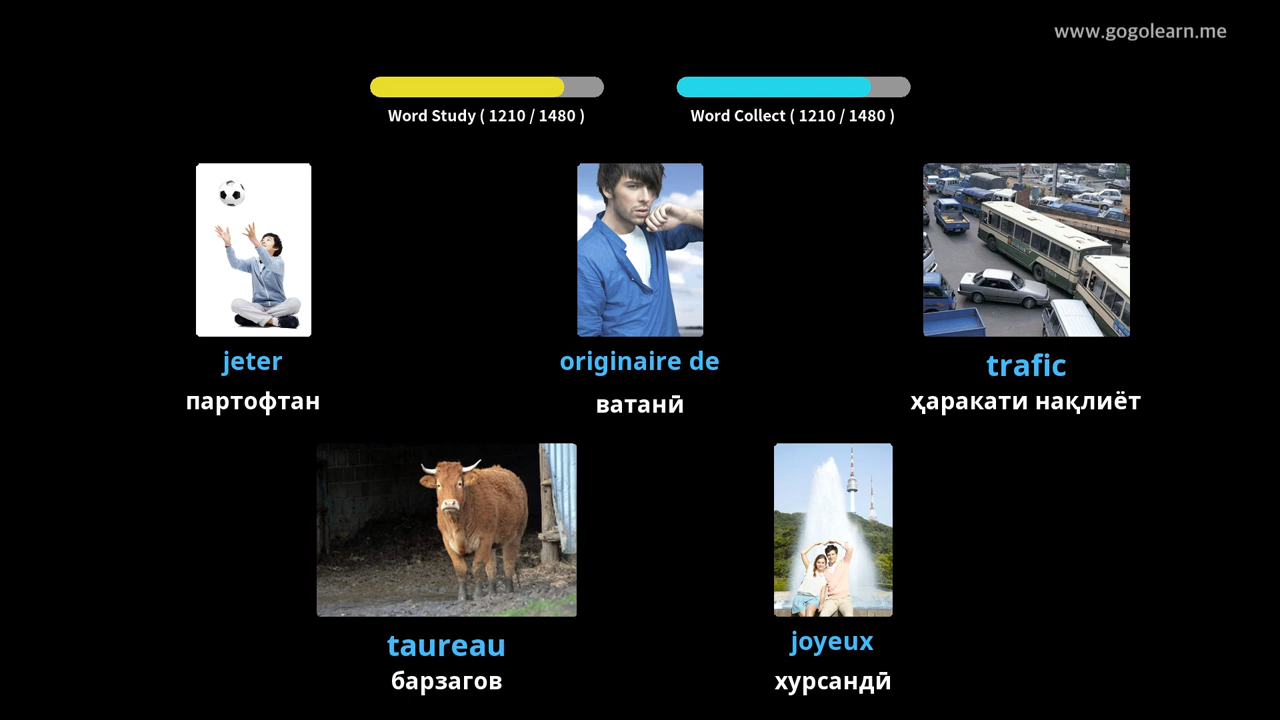 www.gogolearn.me
Word Study ( 1210 / 1480 )
Word Collect ( 1210 / 1480 )
jeter
партофтан
originaire de
ватанӣ
trafic
ҳаракати нақлиёт
taureau
барзагов
joyeux
хурсандӣ